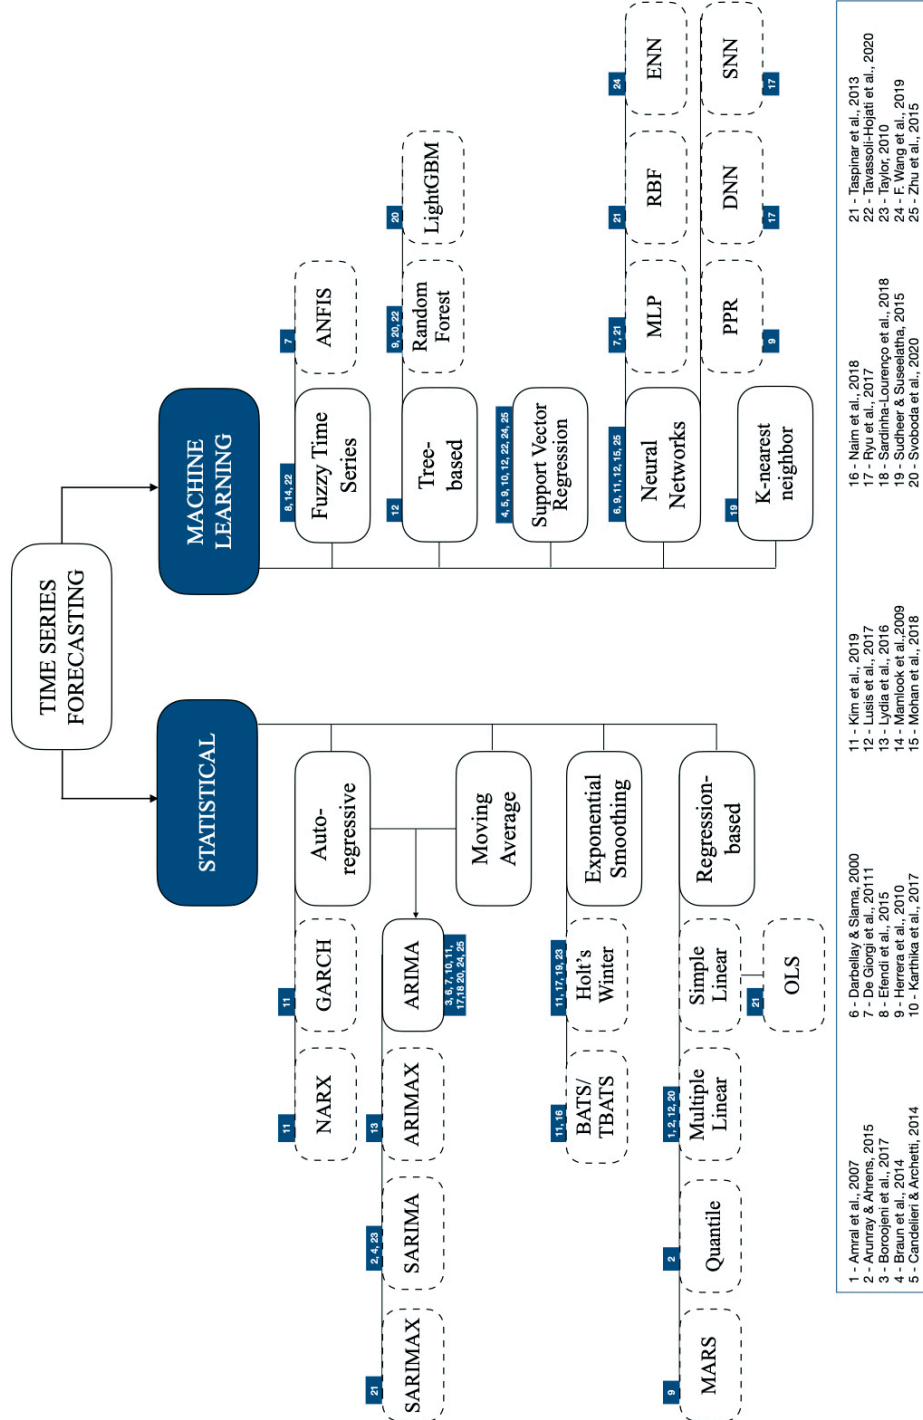 TIME SERIES
FORECASTING
STATISTICAL
MACHINE
LEARNING
11
NARX
11
GARCH
Auto-
regressive
21
SARIMAX
2, 4, 23
SARIMA
13
ARIMAX
ARIMA
3, 6, 7, 10, 11,
17,18 20, 24, 25
Moving
Average
11, 16
BATS/
TBATS
11, 17, 19, 23
Holt's
Winter
Exponential
Smoothing
9
MARS
2
Quantile
1, 2, 12, 20
Multiple
Linear
Simple
Linear
Regression-
based
21
OLS
8, 14, 22
Fuzzy Time
Series
7
ANFIS
12
Tree-
based
9, 20, 22
Random
Forest
20
LightGBM
4, 5, 9, 10, 12, 22, 24, 25
Support Vector
Regression
6, 9, 11, 12, 15, 25
Neural
Networks
7, 21
MLP
21
RBF
24
ENN
PPR
9
DNN
17
SNN
17
19
K-nearest
neighbor
1 - Amral et al., 2007
2 - Arunray & Ahrens, 2015
3 - Boroojeni et al., 2017
4 - Braun et al., 2014
5 - Candelieri & Archetti, 2014
6 - Darbellay & Slama, 2000
7 - De Giorgi et al., 20111
8 - Efendi et al., 2015
9 - Herrera et al., 2010
10 - Karthika et al., 2017
11 - Kim et al., 2019
12 - Lusis et al., 2017
13 - Lydia et al., 2016
14 - Mamlook et al.,2009
15 - Mohan et al., 2018
16 - Naim et al., 2018
17 - Ryu et al., 2017
18 - Sardinha-Lourenço et al., 2018
19 - Sudheer & Suseelatha, 2015
20 - Svoboda et al., 2020
21 - Taspinar et al., 2013
22 - Tavassoli-Hojati et al., 2020
23 - Taylor, 2010
24 - F. Wang et al., 2019
25 - Zhu et al., 2015